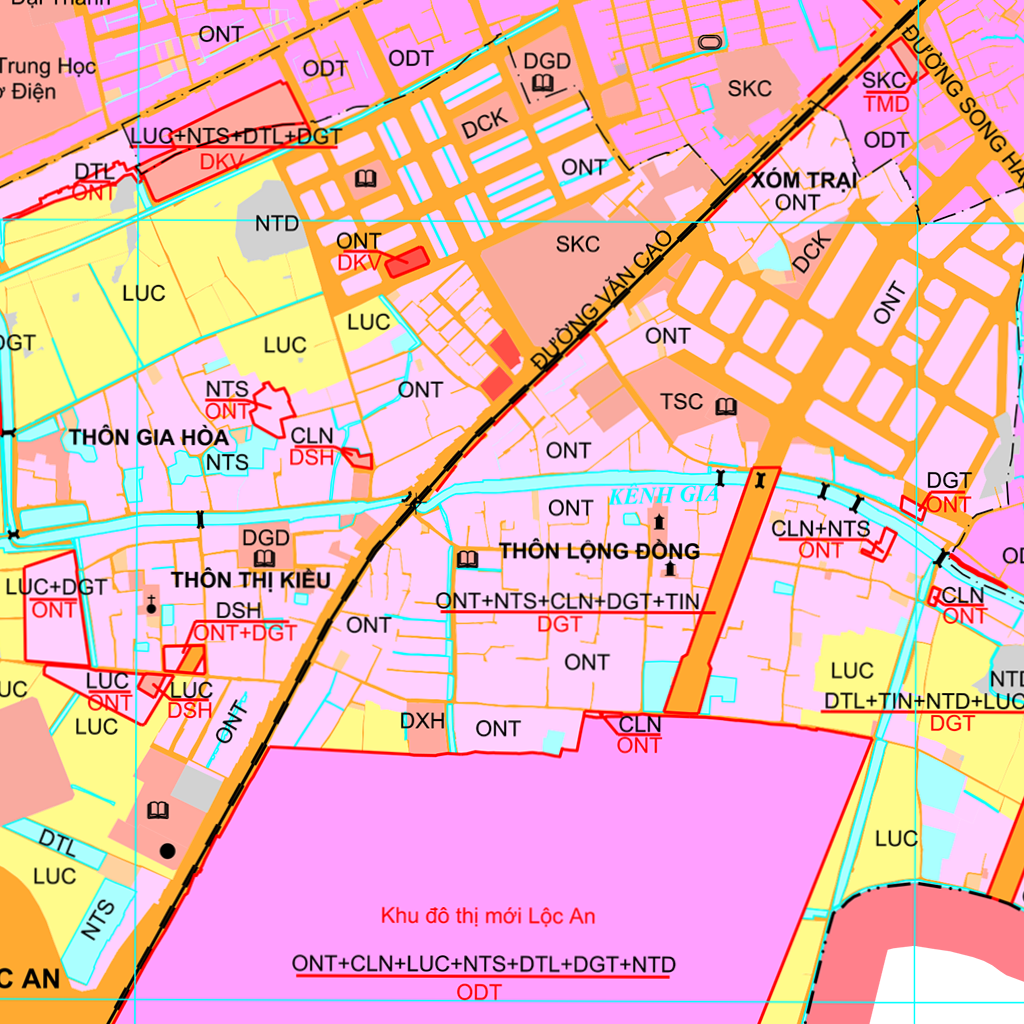 Đại Thành
ONT
ODT
ODT
DGD
Trung Học
Điện
SKC
SKC
TMD
ĐƯỜNG SONG HÀ
ODT
LUC+NTS+DTL+DGT
DKV
DCK
ONT
DTL
ONT
XÓM TRẠI
ONT
NTD
ONT
DKV
SKC
DCK
ĐƯỜNG VĂN CAO
LUC
LUC
ONT
ONT
DGT
LUC
NTS
ONT
ONT
TSC
THÔN GIA HÒA
CLN
DSH
NTS
ONT
DGT
ONT
KÊNH GIA
ONT
CLN+NTS
ONT
DGD
THÔN LỘNG ĐỒNG
THÔN THỊ KIỀU
LUC+DGT
ONT
CLN
ONT
ONT+NTS+CLN+DGT+TIN
DGT
DSH
ONT+DGT
ONT
ONT
LUC
LUC
ONT
LUC
DSH
NTD
DTL+TIN+NTD+LUC
DGT
LUC
ONT
DXH
ONT
CLN
ONT
DTL
LUC
LUC
NTS
Khu đô thị mới Lộc An
ONT+CLN+LUC+NTS+DTL+DGT+NTD
ODT
C AN